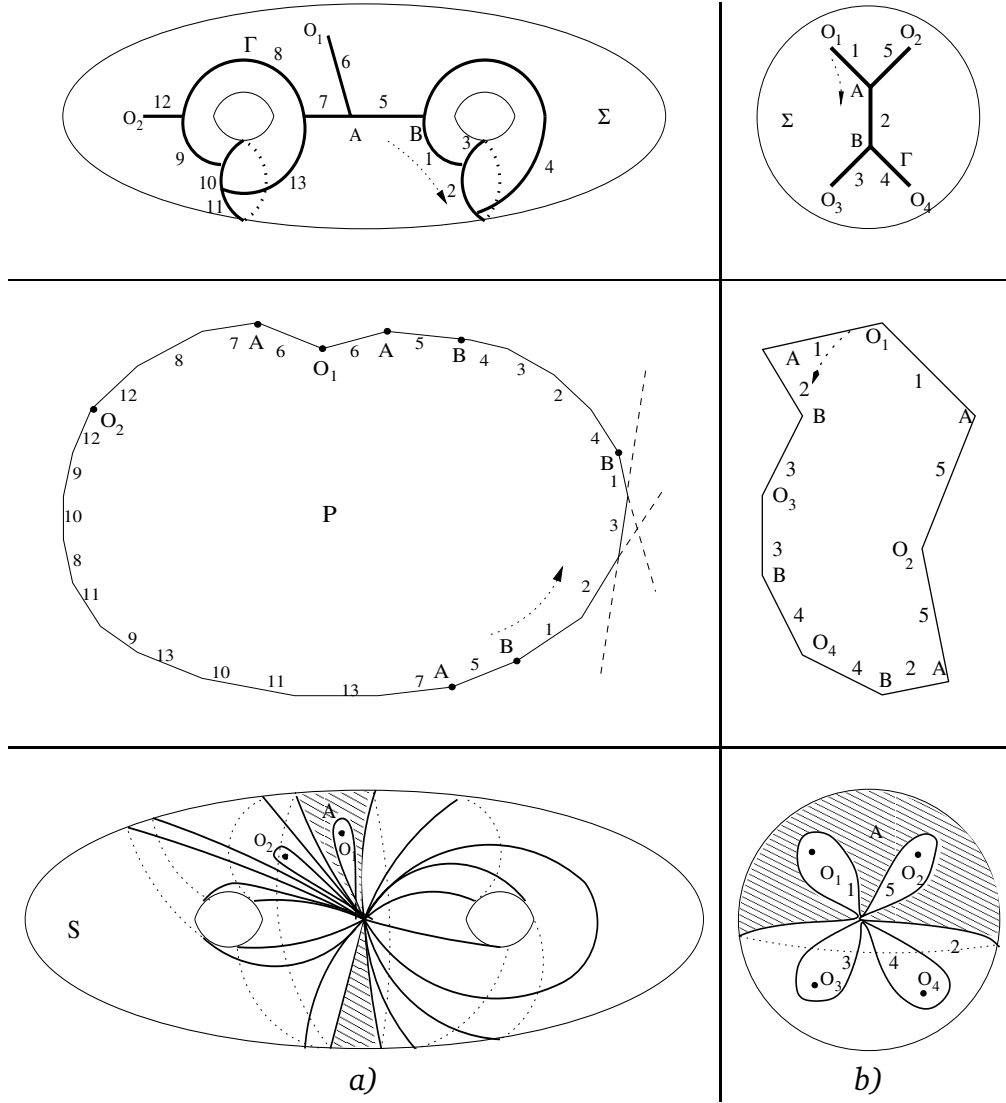 O1 Γ 8 6 12 O2 7 5 A B Σ 9 10 11 13 3 1 2 4
O1 O2 1 5 A Σ 2 B Γ 3 4 O3 O4
7 A 6 O1 6 A 5 B 4 3 2 4 B 1 3 2 1 B 5 A 7 13 11 10 13 9 11 8 10 9 12 O2 12 8
P
A 1 O1 2 B 1 A 3 O3 5 3 O2 B 4 5 O4 4 2 A B
A O2 O1 S
A O1 O2 1 5 2 3 4 O3 O4
a) b)